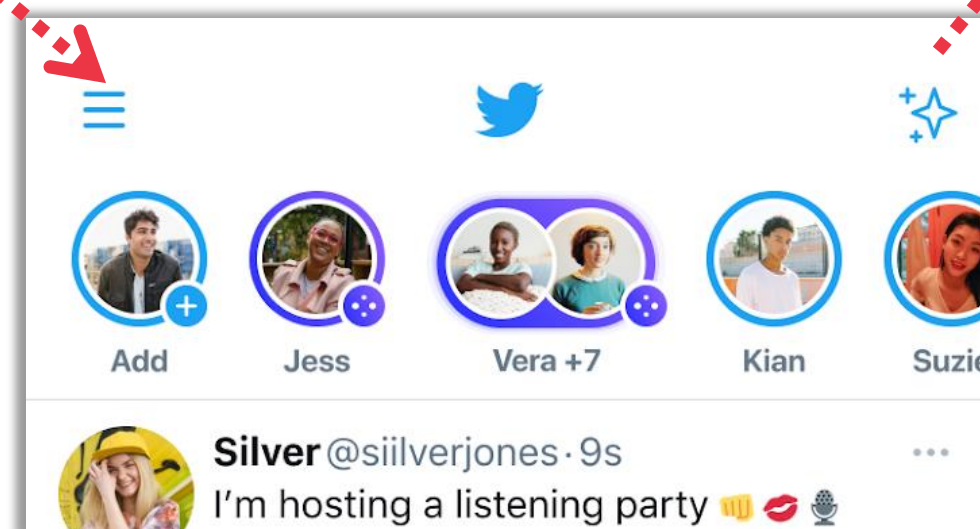 Add Jess Vera +7 Kian Suzie
Silver @siilverjones · 9s
I'm hosting a listening party 👊 💋 🎙️